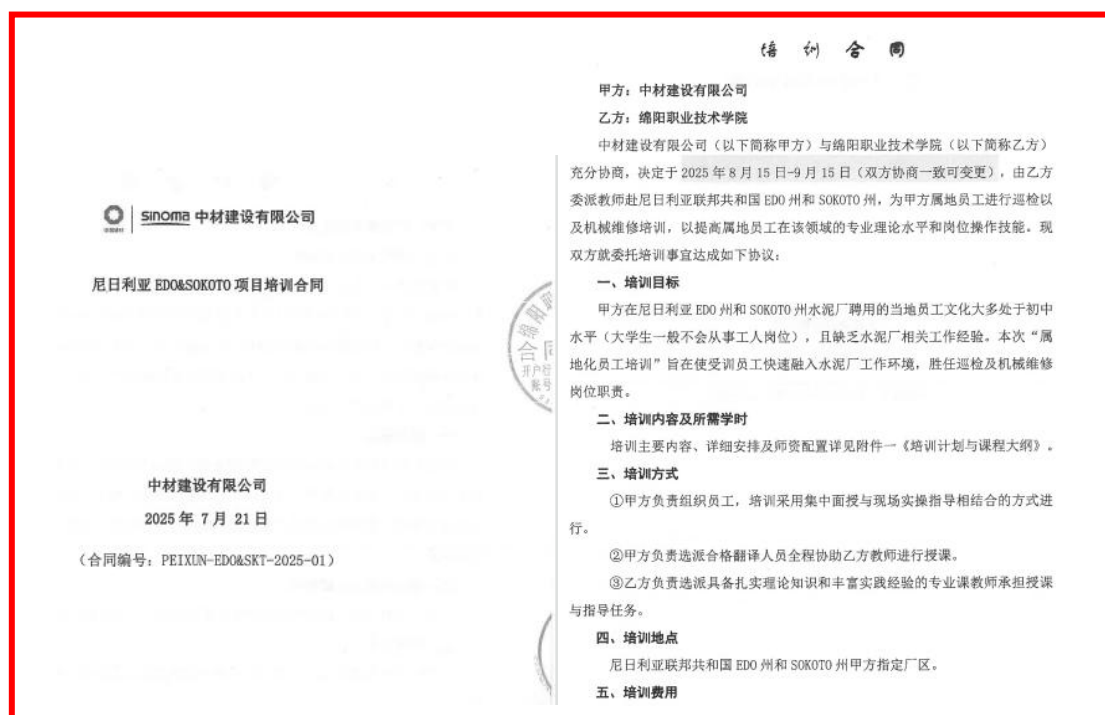 sinoma 中材建设有限公司
尼日利亚 EDO&SOKOTO 项目培训合同
中材建设有限公司
2025 年 7 月 21 日
（合同编号：PEIXUN-EDO&SKT-2025-01）
合同
开户行
账号
培 训 合 同
甲方：中材建设有限公司
乙方：绵阳职业技术学院
中材建设有限公司（以下简称甲方）与绵阳职业技术学院（以下简称乙方）
充分协商，决定于 2025 年 8 月 15 日-9 月 15 日（双方协商一致可变更），由乙方
委派教师赴尼日利亚联邦共和国 EDO 州和 SOKOTO 州，为甲方属地员工进行巡检以
及机械维修培训，以提高属地员工在该领域的专业理论水平和岗位操作技能。现
双方就委托培训事宜达成如下协议：
一、培训目标
甲方在尼日利亚 EDO 州和 SOKOTO 州水泥厂聘用的当地员工文化大多处于初中
水平（大学生一般不会从事工人岗位），且缺乏水泥厂相关工作经验。本次“属
地化员工培训”旨在使受训员工快速融入水泥厂工作环境，胜任巡检及机械维修
岗位职责。
二、培训内容及所需学时
培训主要内容、详细安排及师资配置详见附件一《培训计划与课程大纲》。
三、培训方式
①甲方负责组织员工，培训采用集中面授与现场实操指导相结合的方式进
行。
②甲方负责选派合格翻译人员全程协助乙方教师进行授课。
③乙方负责选派具备扎实理论知识和丰富实践经验的专业课教师承担授课
与指导任务。
四、培训地点
尼日利亚联邦共和国 EDO 州和 SOKOTO 州甲方指定厂区。
五、培训费用